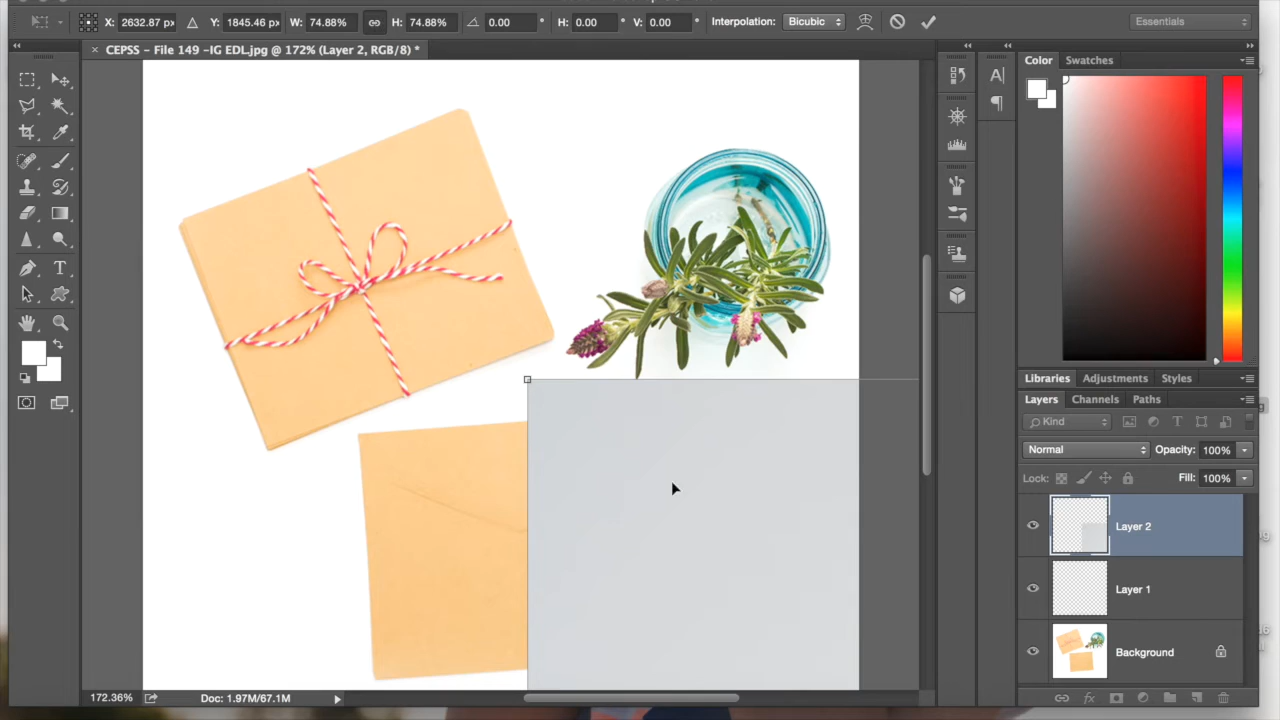 X: 2632.87 px Y: 1845.46 px W: 74.88% H: 74.88% 0.00 ° H: 0.00 ° V: 0.00 ° Interpolation: Bicubic Essentials
× CEPSS – File 149 –IG EDL.jpg @ 172% (Layer 2, RGB/8) *
Color Swatches
Libraries Adjustments Styles
Layers Channels Paths
Kind
Normal Opacity: 100%
Lock: Fill: 100%
Layer 2
Layer 1
Background
172.36% Doc: 1.97M/67.1M